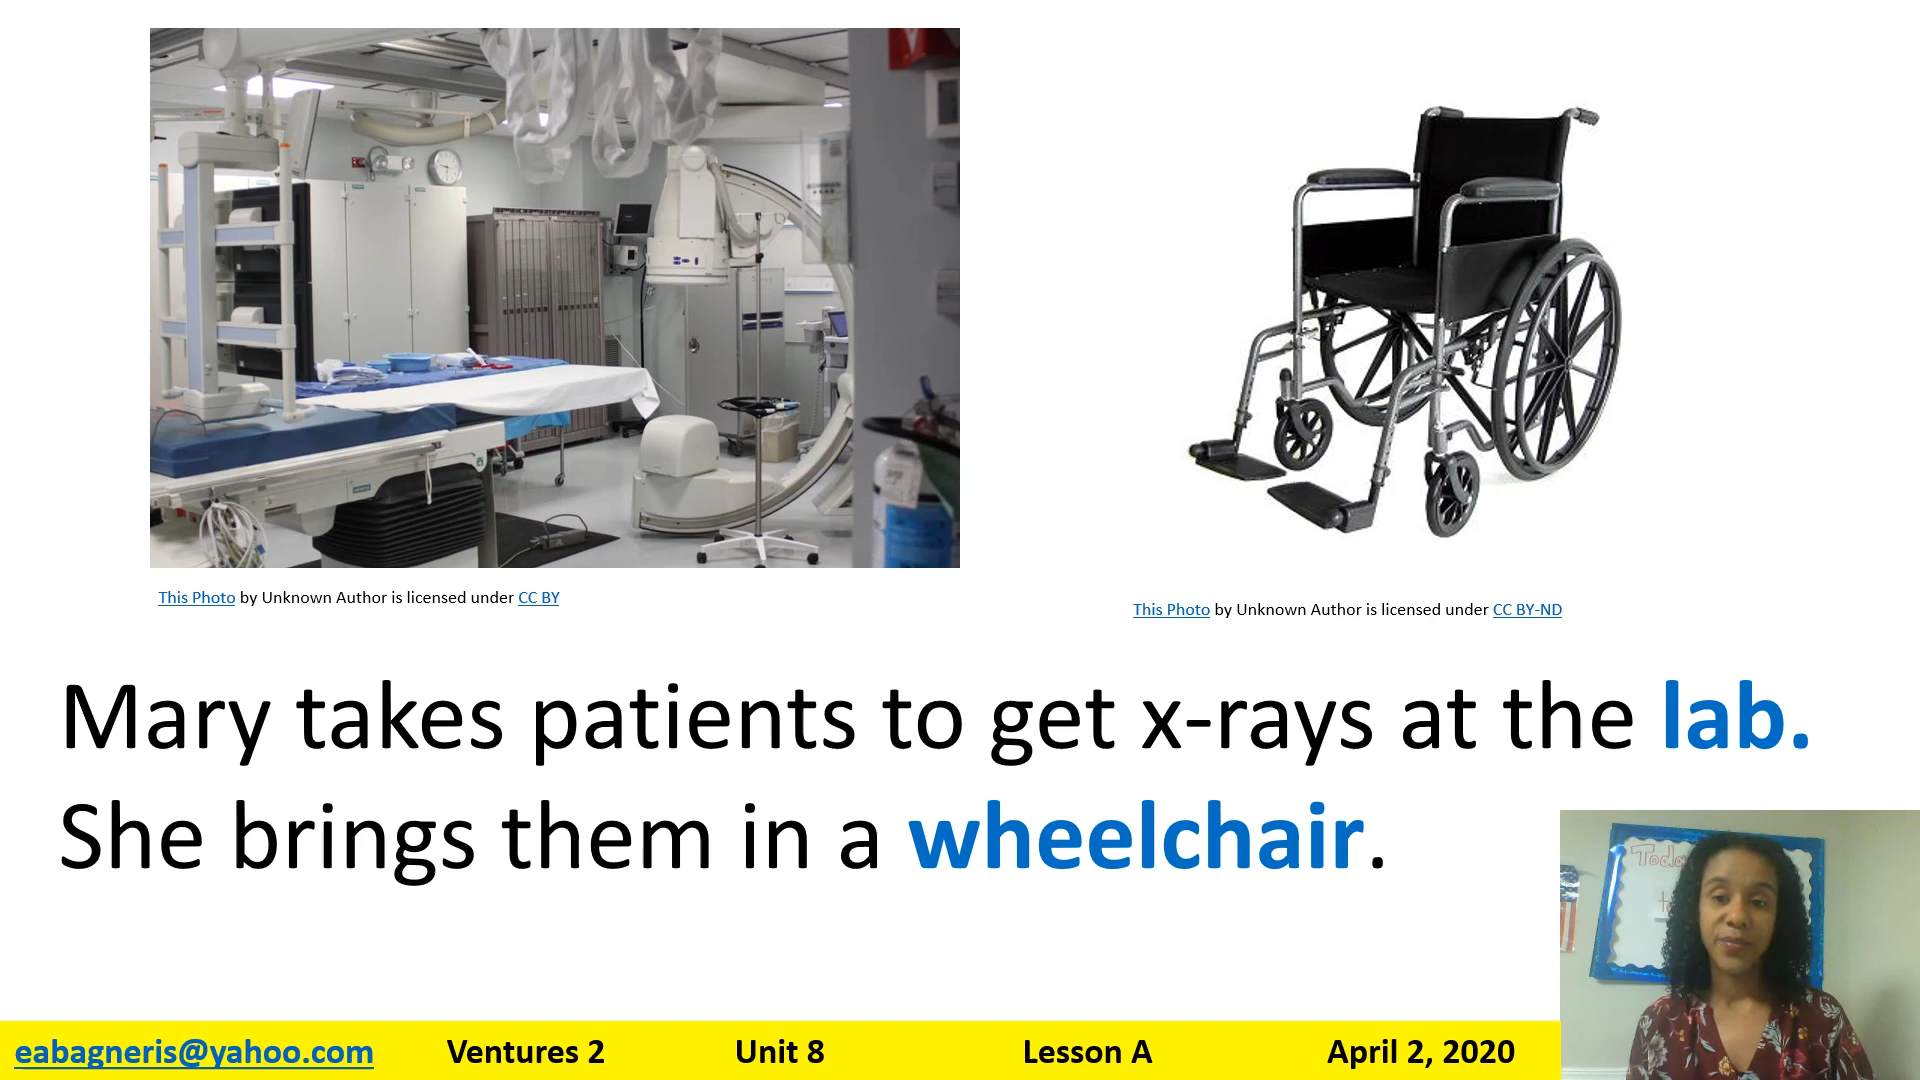 This Photo by Unknown Author is licensed under CC BY
This Photo by Unknown Author is licensed under CC BY-ND
Mary takes patients to get x-rays at the lab.
She brings them in a wheelchair.
eabagneris@yahoo.com Ventures 2 Unit 8 Lesson A April 2, 2020